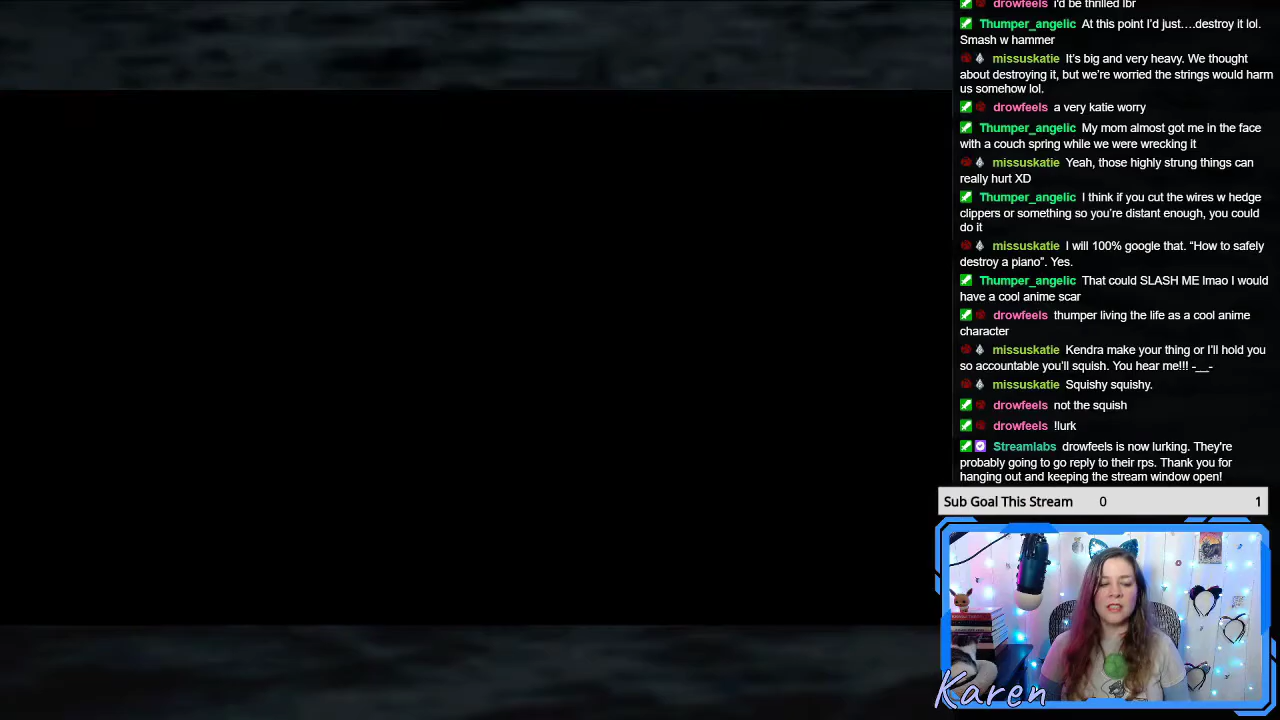 drowfeels i'd be thrilled lbr
Thumper_angelic At this point I'd just….destroy it lol.
Smash w hammer
missuskatie It's big and very heavy. We thought
about destroying it, but we're worried the strings would harm
us somehow lol.
drowfeels a very katie worry
Thumper_angelic My mom almost got me in the face
with a couch spring while we were wrecking it
missuskatie Yeah, those highly strung things can
really hurt XD
Thumper_angelic I think if you cut the wires w hedge
clippers or something so you're distant enough, you could
do it
missuskatie I will 100% google that. “How to safely
destroy a piano”. Yes.
Thumper_angelic That could SLASH ME lmao I would
have a cool anime scar
drowfeels thumper living the life as a cool anime
character
missuskatie Kendra make your thing or I'll hold you
so accountable you'll squish. You hear me!!! -__-
missuskatie Squishy squishy.
drowfeels not the squish
drowfeels !lurk
Streamlabs drowfeels is now lurking. They're
probably going to go reply to their rps. Thank you for
hanging out and keeping the stream window open!
Sub Goal This Stream 0 1
Karen